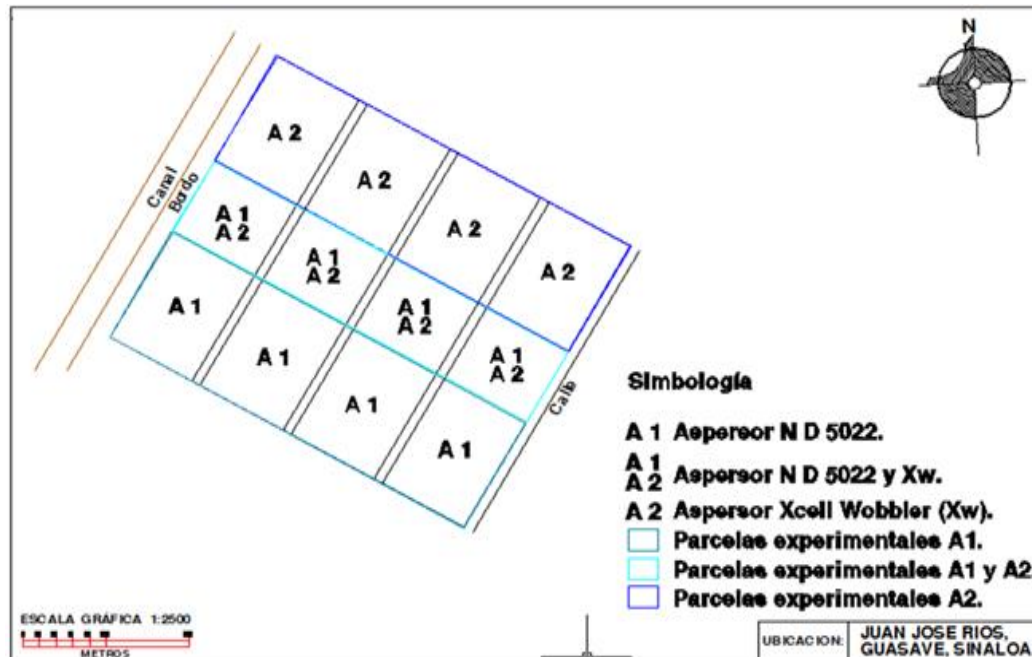 N
Canal
Bordo
A 2
A 2
A 2
A 2
A 1
A 2
A 1
A 2
A 1
A 2
A 1
A 2
A 1
A 1
A 1
A 1
Simbología
A 1 Aspersor N D 5022.
A 1
A 2 Aspersor N D 5022 y Xw.
A 2 Aspersor Xcell Wobbler (Xw).
Parcelas experimentales A1.
Parcelas experimentales A1 y A2
Parcelas experimentales A2.
ESCALA GRÁFICA 1:2500
METROS
UBICACION: JUAN JOSE RIOS,
GUASAVE, SINALOA